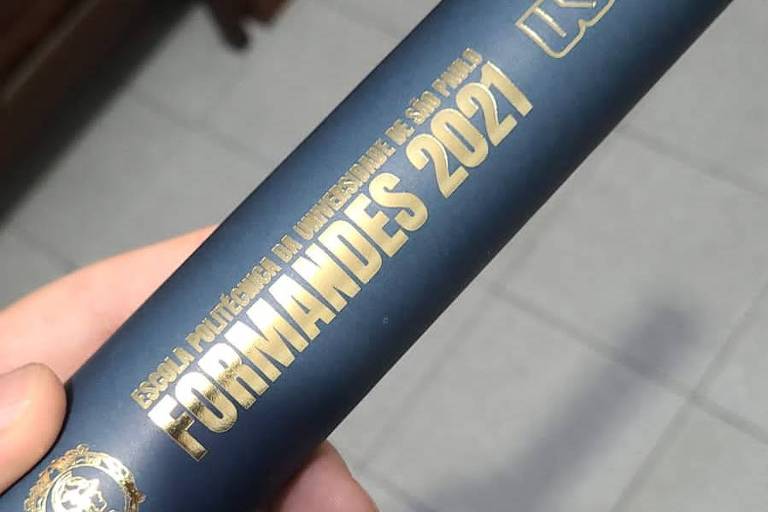 ESCOLA POLITÉCNICA DA UNIVERSIDADE DE SÃO PAULO
FORMANDES 2021